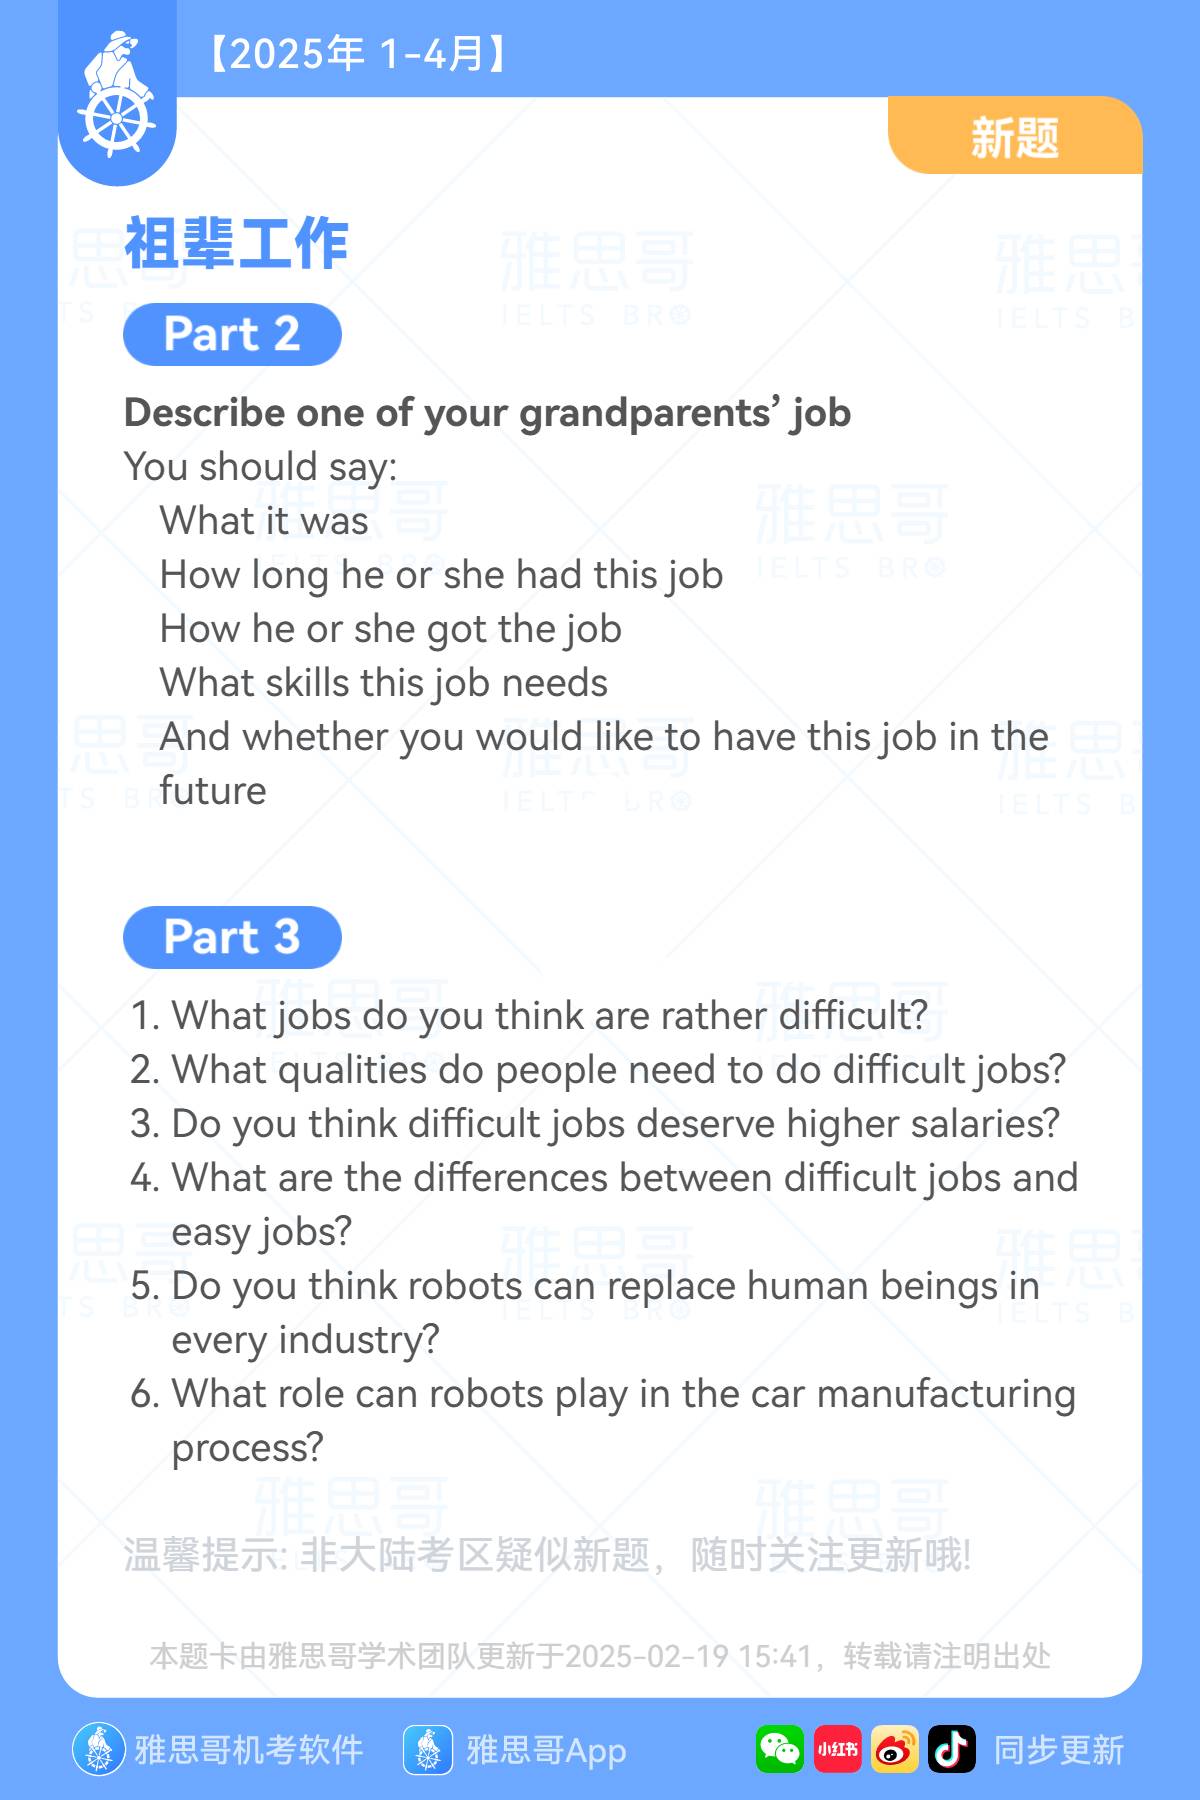 【2025年 1-4月】
新题
祖辈工作
Part 2
Describe one of your grandparents’ job
You should say:
What it was
How long he or she had this job
How he or she got the job
What skills this job needs
And whether you would like to have this job in the
future
Part 3
1. What jobs do you think are rather difficult?
2. What qualities do people need to do difficult jobs?
3. Do you think difficult jobs deserve higher salaries?
4. What are the differences between difficult jobs and
easy jobs?
5. Do you think robots can replace human beings in
every industry?
6. What role can robots play in the car manufacturing
process?
温馨提示: 非大陆考区疑似新题，随时关注更新哦!
本题卡由雅思哥学术团队更新于2025-02-19 15:41，转载请注明出处
雅思哥机考软件 雅思哥App 小红书 同步更新
雅思哥
IELTS BRO